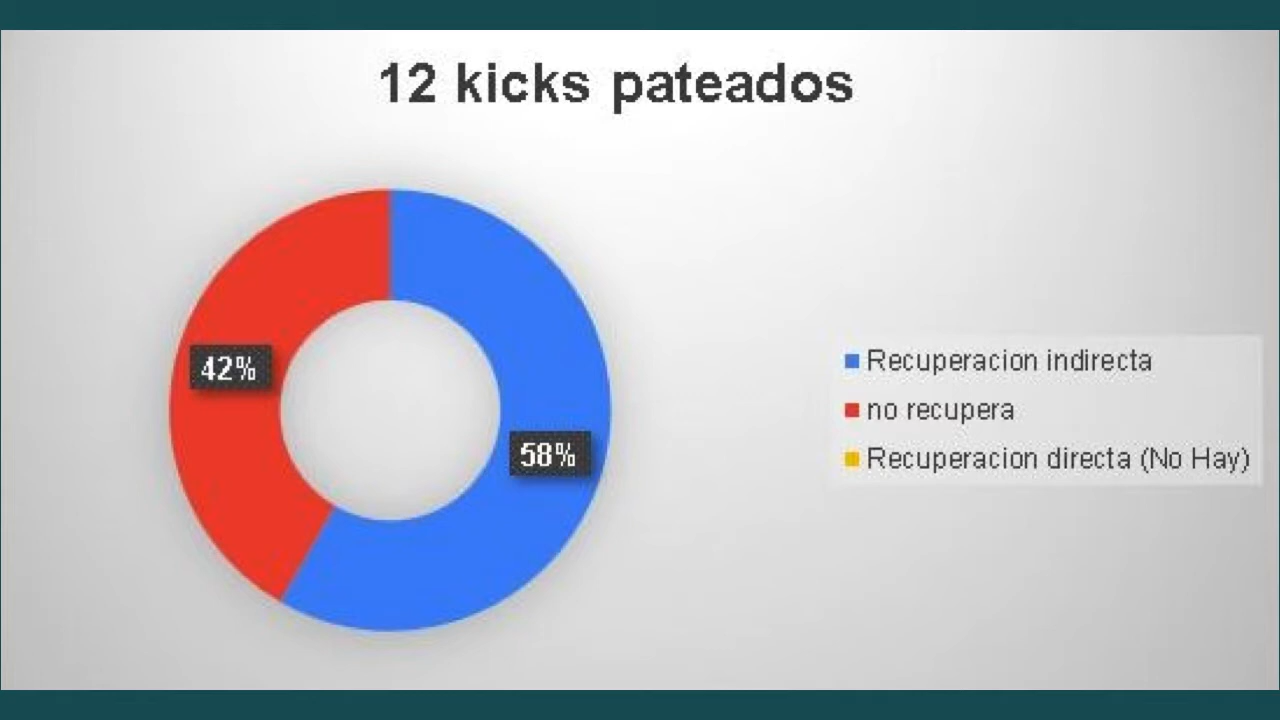 12 kicks pateados
42%
58%
Recuperacion indirecta
no recupera
Recuperacion directa (No Hay)